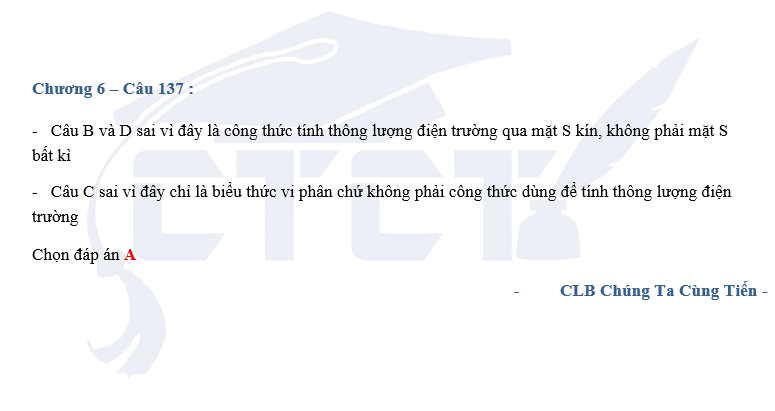 Chương 6 – Câu 137 :
- Câu B và D sai vì đây là công thức tính thông lượng điện trường qua mặt S kín, không phải mặt S
bất kì
- Câu C sai vì đây chỉ là biểu thức vi phân chứ không phải công thức dùng để tính thông lượng điện
trường
Chọn đáp án A
- CLB Chúng Ta Cùng Tiến -
CTCT